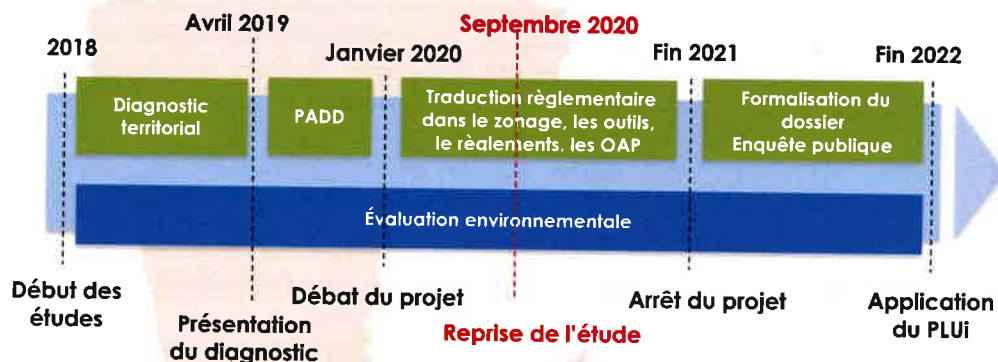 Avril 2019
Septembre 2020
2018
Janvier 2020
Fin 2021
Fin 2022
Diagnostic
territorial
PADD
Traduction règlementaire
dans le zonage, les outils,
le règlements, les OAP
Formalisation du
dossier
Enquête publique
Évaluation environnementale
Début des
études
Présentation
du diagnostic
Débat du projet
Reprise de l'étude
Arrêt du projet
Application
du PLUi